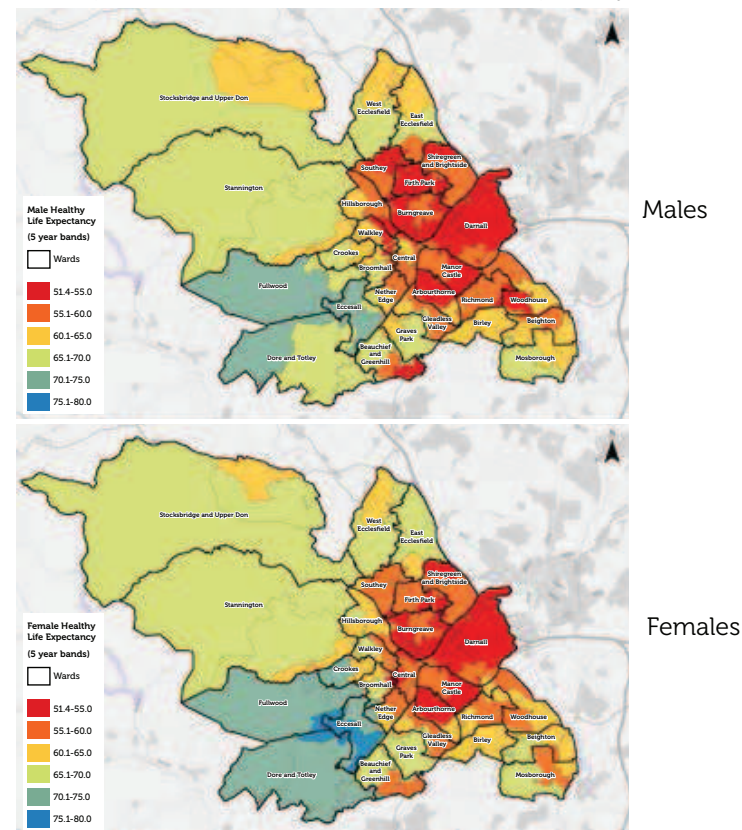 Stocksbridge and Upper Don
West
Ecclesfield
East
Ecclesfield
Stannington
Southey
Shiregreen
and Brightside
Firth Park
Hillsborough
Burngreave
Walkley
Darnall
Crookes
Central
Broomhall
Manor
Castle
Fullwood
Nether
Edge
Arbourthorne
Richmond
Woodhouse
Eccesall
Gleadless
Valley
Birley
Beighton
Graves
Park
Dore and Totley
Beauchief
and
Greenhill
Mosborough
Male Healthy
Life Expectancy
(5 year bands)
Wards
51.4-55.0
55.1-60.0
60.1-65.0
65.1-70.0
70.1-75.0
75.1-80.0
Males
Stocksbridge and Upper Don
West
Ecclesfield
East
Ecclesfield
Stannington
Southey
Shiregreen
and Brightside
Firth Park
Hillsborough
Burngreave
Walkley
Darnall
Crookes
Central
Broomhall
Manor
Castle
Fullwood
Nether
Edge
Arbourthorne
Richmond
Woodhouse
Eccesall
Gleadless
Valley
Birley
Beighton
Graves
Park
Dore and Totley
Beauchief
and
Greenhill
Mosborough
Female Healthy
Life Expectancy
(5 year bands)
Wards
51.4-55.0
55.1-60.0
60.1-65.0
65.1-70.0
70.1-75.0
75.1-80.0
Females